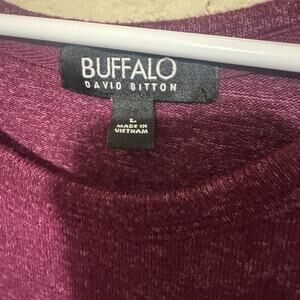 BUFFALO
DAVID BITTON
L
MADE IN
VIETNAM